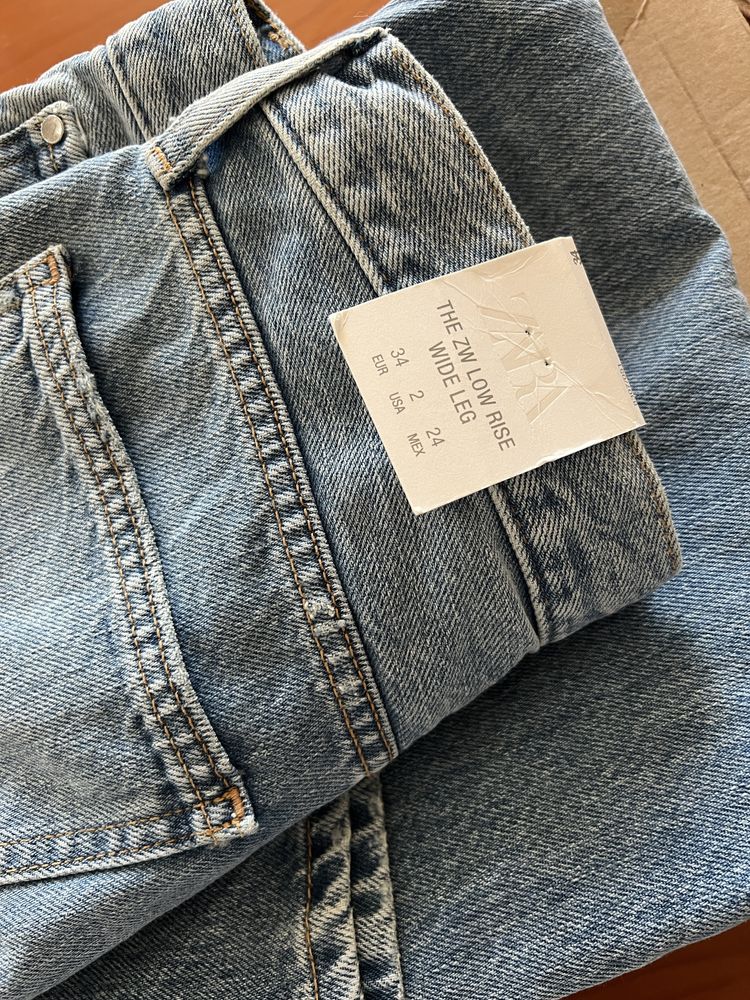 ZARA
THE ZW LOW RISE
WIDE LEG
34 2 24
EUR USA MEX